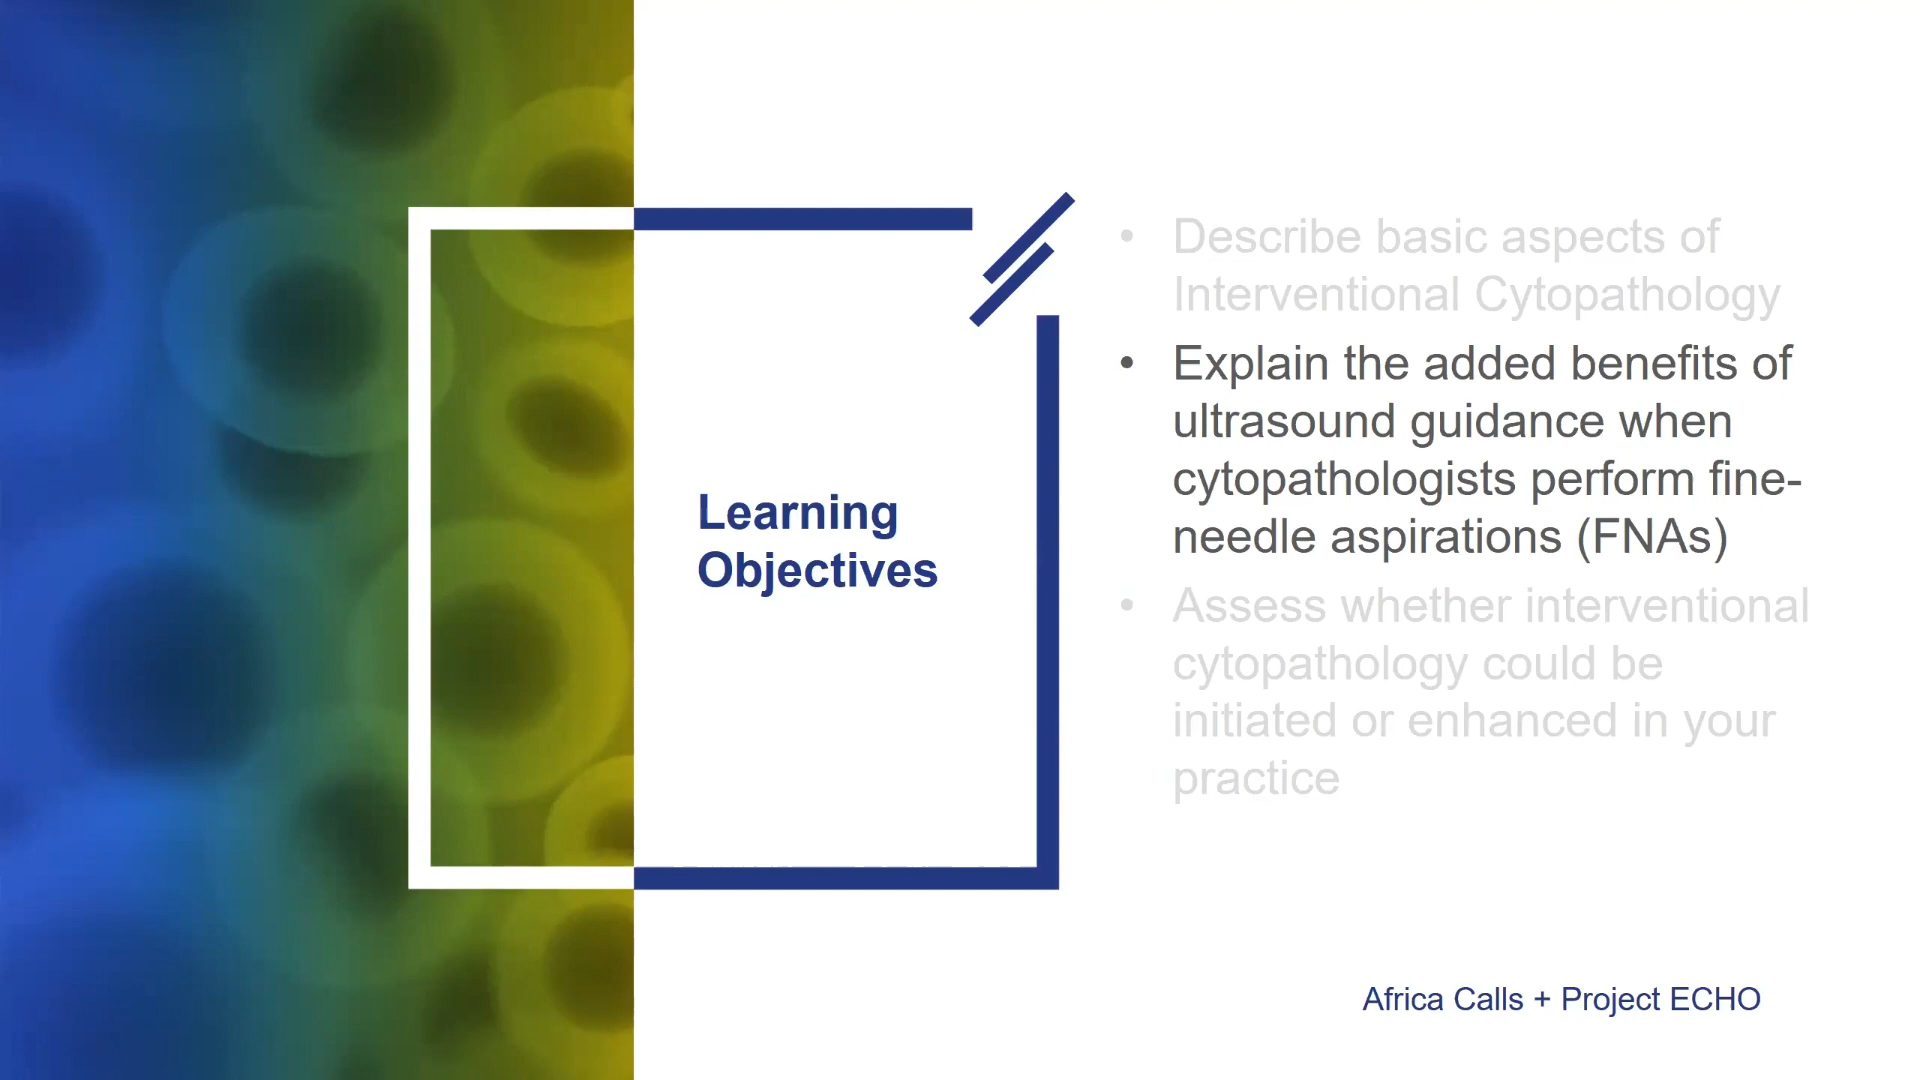 Learning
Objectives
• Describe basic aspects of
Interventional Cytopathology
• Explain the added benefits of
ultrasound guidance when
cytopathologists perform fine-
needle aspirations (FNAs)
• Assess whether interventional
cytopathology could be
initiated or enhanced in your
practice
Africa Calls + Project ECHO